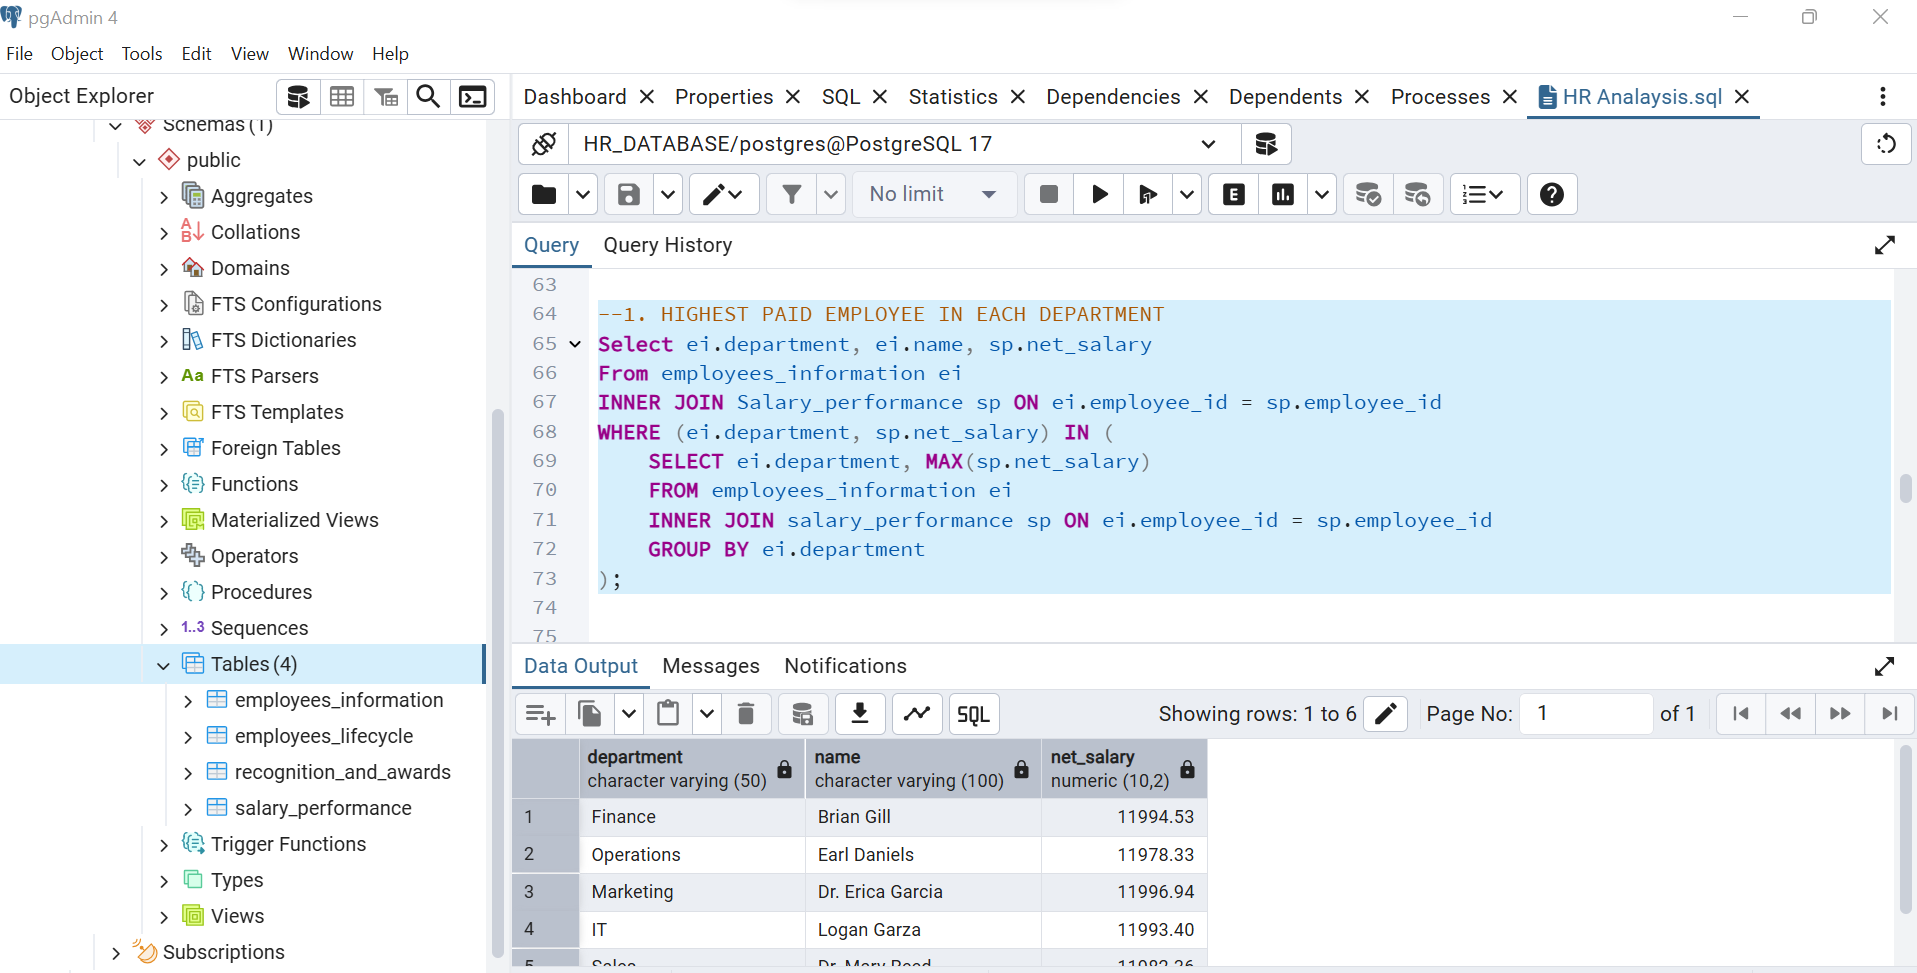 pgAdmin 4
File Object Tools Edit View Window Help
Object Explorer
Dashboard Properties SQL Statistics Dependencies Dependents Processes HR Analaysis.sql
Schemas (1)
public
Aggregates
Collations
Domains
FTS Configurations
FTS Dictionaries
Aa FTS Parsers
FTS Templates
Foreign Tables
Functions
Materialized Views
Operators
Procedures
1..3 Sequences
Tables (4)
employees_information
employees_lifecycle
recognition_and_awards
salary_performance
Trigger Functions
Types
Views
Subscriptions
HR_DATABASE/postgres@PostgreSQL 17
No limit
E
Query Query History
63
64 --1. HIGHEST PAID EMPLOYEE IN EACH DEPARTMENT
65 Select ei.department, ei.name, sp.net_salary
66 From employees_information ei
67 INNER JOIN Salary_performance sp ON ei.employee_id = sp.employee_id
68 WHERE (ei.department, sp.net_salary) IN (
69 SELECT ei.department, MAX(sp.net_salary)
70 FROM employees_information ei
71 INNER JOIN salary_performance sp ON ei.employee_id = sp.employee_id
72 GROUP BY ei.department
73 );
74
75
Data Output Messages Notifications
SQL Showing rows: 1 to 6 Page No: 1 of 1
department name net_salary
character varying (50) character varying (100) numeric (10,2)
1 Finance Brian Gill 11994.53
2 Operations Earl Daniels 11978.33
3 Marketing Dr. Erica Garcia 11996.94
4 IT Logan Garza 11993.40
5 Sales Dr. Mary Reed